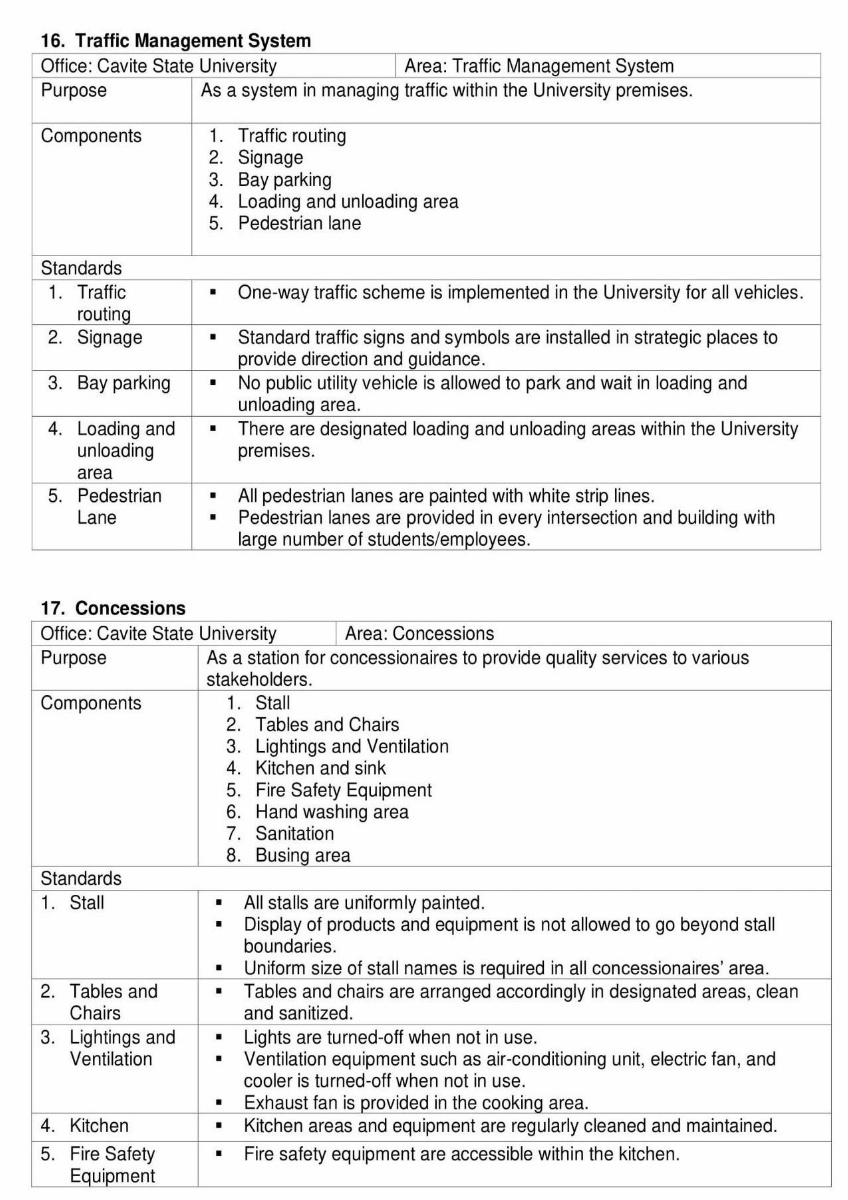 16. Traffic Management System
Office: Cavite State University Area: Traffic Management System
Purpose As a system in managing traffic within the University premises.
Components 1. Traffic routing
2. Signage
3. Bay parking
4. Loading and unloading area
5. Pedestrian lane
Standards
1. Traffic ▪ One-way traffic scheme is implemented in the University for all vehicles.
routing
2. Signage ▪ Standard traffic signs and symbols are installed in strategic places to
provide direction and guidance.
3. Bay parking ▪ No public utility vehicle is allowed to park and wait in loading and
unloading area.
4. Loading and ▪ There are designated loading and unloading areas within the University
unloading premises.
area
5. Pedestrian ▪ All pedestrian lanes are painted with white strip lines.
Lane ▪ Pedestrian lanes are provided in every intersection and building with
large number of students/employees.
17. Concessions
Office: Cavite State University Area: Concessions
Purpose As a station for concessionaires to provide quality services to various
stakeholders.
Components 1. Stall
2. Tables and Chairs
3. Lightings and Ventilation
4. Kitchen and sink
5. Fire Safety Equipment
6. Hand washing area
7. Sanitation
8. Busing area
Standards
1. Stall ▪ All stalls are uniformly painted.
▪ Display of products and equipment is not allowed to go beyond stall
boundaries.
▪ Uniform size of stall names is required in all concessionaires' area.
2. Tables and ▪ Tables and chairs are arranged accordingly in designated areas, clean
Chairs and sanitized.
3. Lightings and ▪ Lights are turned-off when not in use.
Ventilation ▪ Ventilation equipment such as air-conditioning unit, electric fan, and
cooler is turned-off when not in use.
▪ Exhaust fan is provided in the cooking area.
4. Kitchen ▪ Kitchen areas and equipment are regularly cleaned and maintained.
5. Fire Safety ▪ Fire safety equipment are accessible within the kitchen.
Equipment